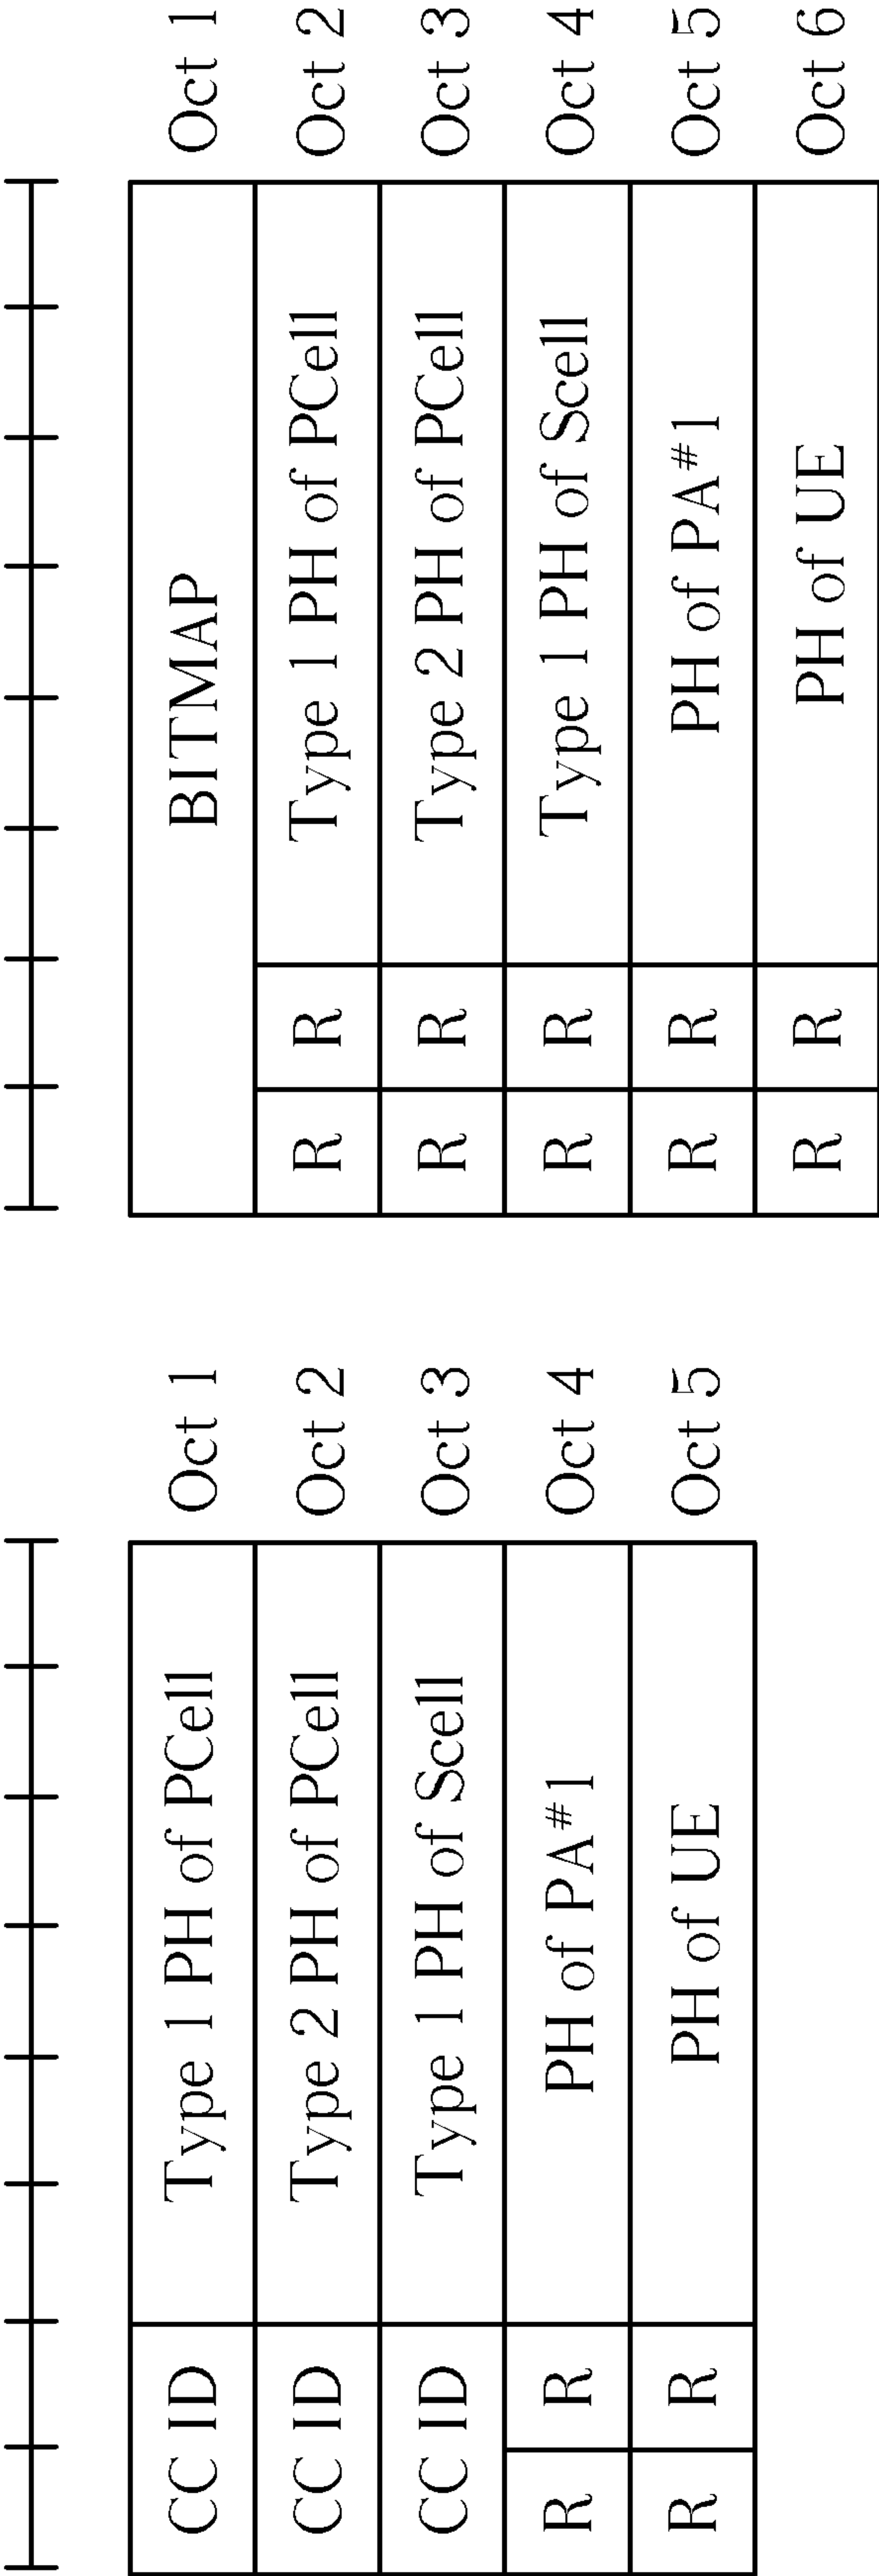 CC ID Type 1 PH of PCell Oct 1
CC ID Type 2 PH of PCell Oct 2
CC ID Type 1 PH of Scell Oct 3
R R PH of PA#1 Oct 4
R R PH of UE Oct 5
BITMAP Oct 1
R R Type 1 PH of PCell Oct 2
R R Type 2 PH of PCell Oct 3
R R Type 1 PH of Scell Oct 4
R R PH of PA#1 Oct 5
R R PH of UE Oct 6